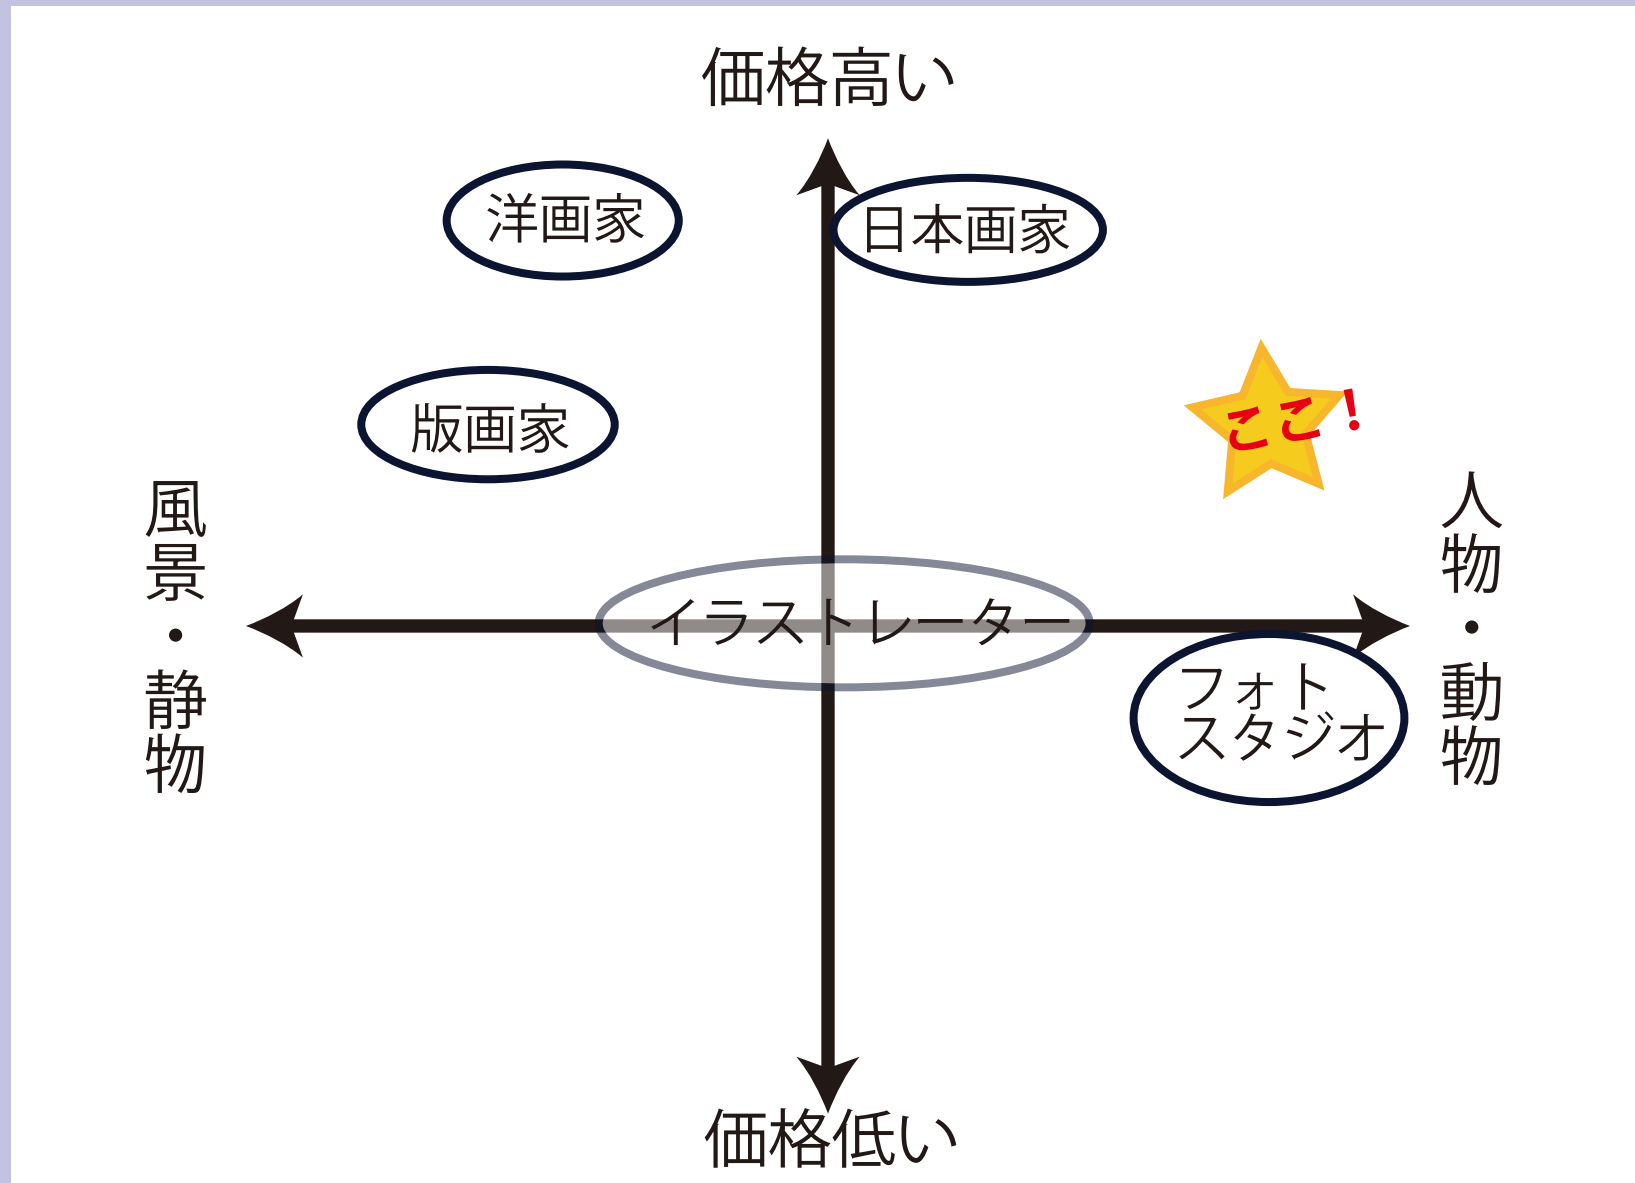 価格高い
洋画家
日本画家
版画家
ここ!
風景・静物
人物・動物
イラストレーター
フォト
スタジオ
価格低い